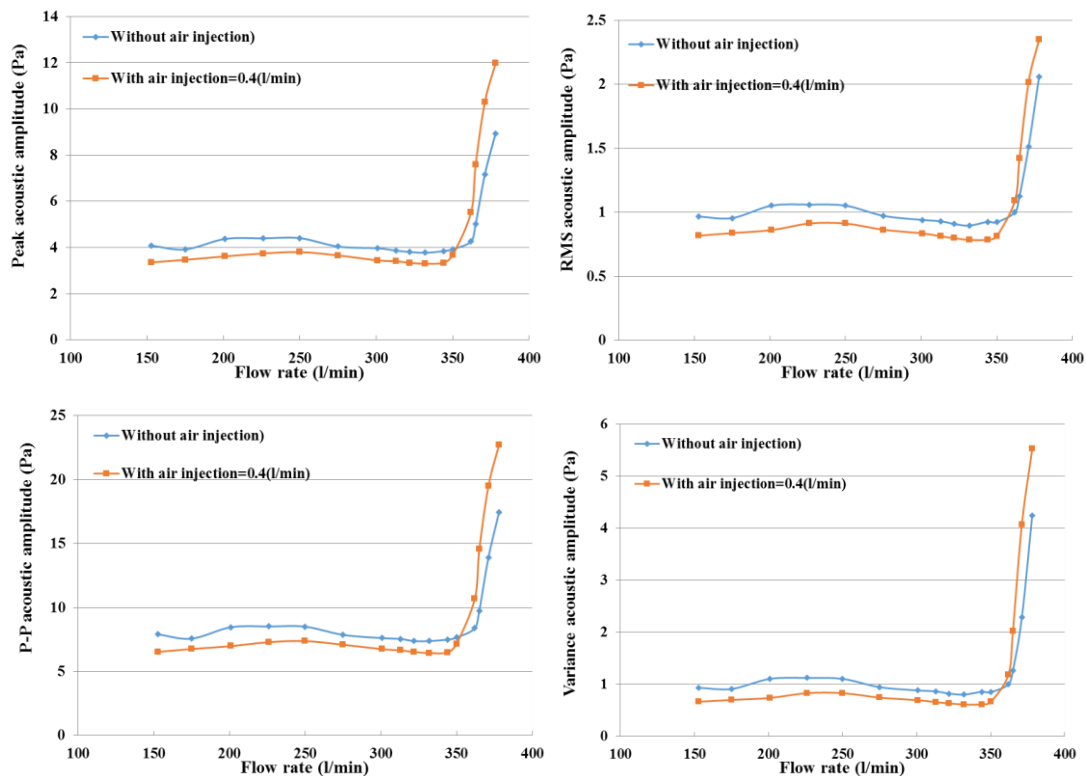 Peak acoustic amplitude (Pa)
14
12
10
8
6
4
2
0
Without air injection)
With air injection=0.4(l/min)
100 150 200 250 300 350 400
Flow rate (l/min)
RMS acoustic amplitude (Pa)
2.5
2
1.5
1
0.5
0
Without air injection)
With air injection=0.4(l/min)
100 150 200 250 300 350 400
Flow rate (l/min)
P-P acoustic amplitude (Pa)
25
20
15
10
5
0
Without air injection)
With air injection=0.4(l/min)
100 150 200 250 300 350 400
Flow rate (l/min)
Variance acoustic amplitude (Pa)
6
5
4
3
2
1
0
Without air injection)
With air injection=0.4(l/min)
100 150 200 250 300 350 400
Flow rate (l/min)